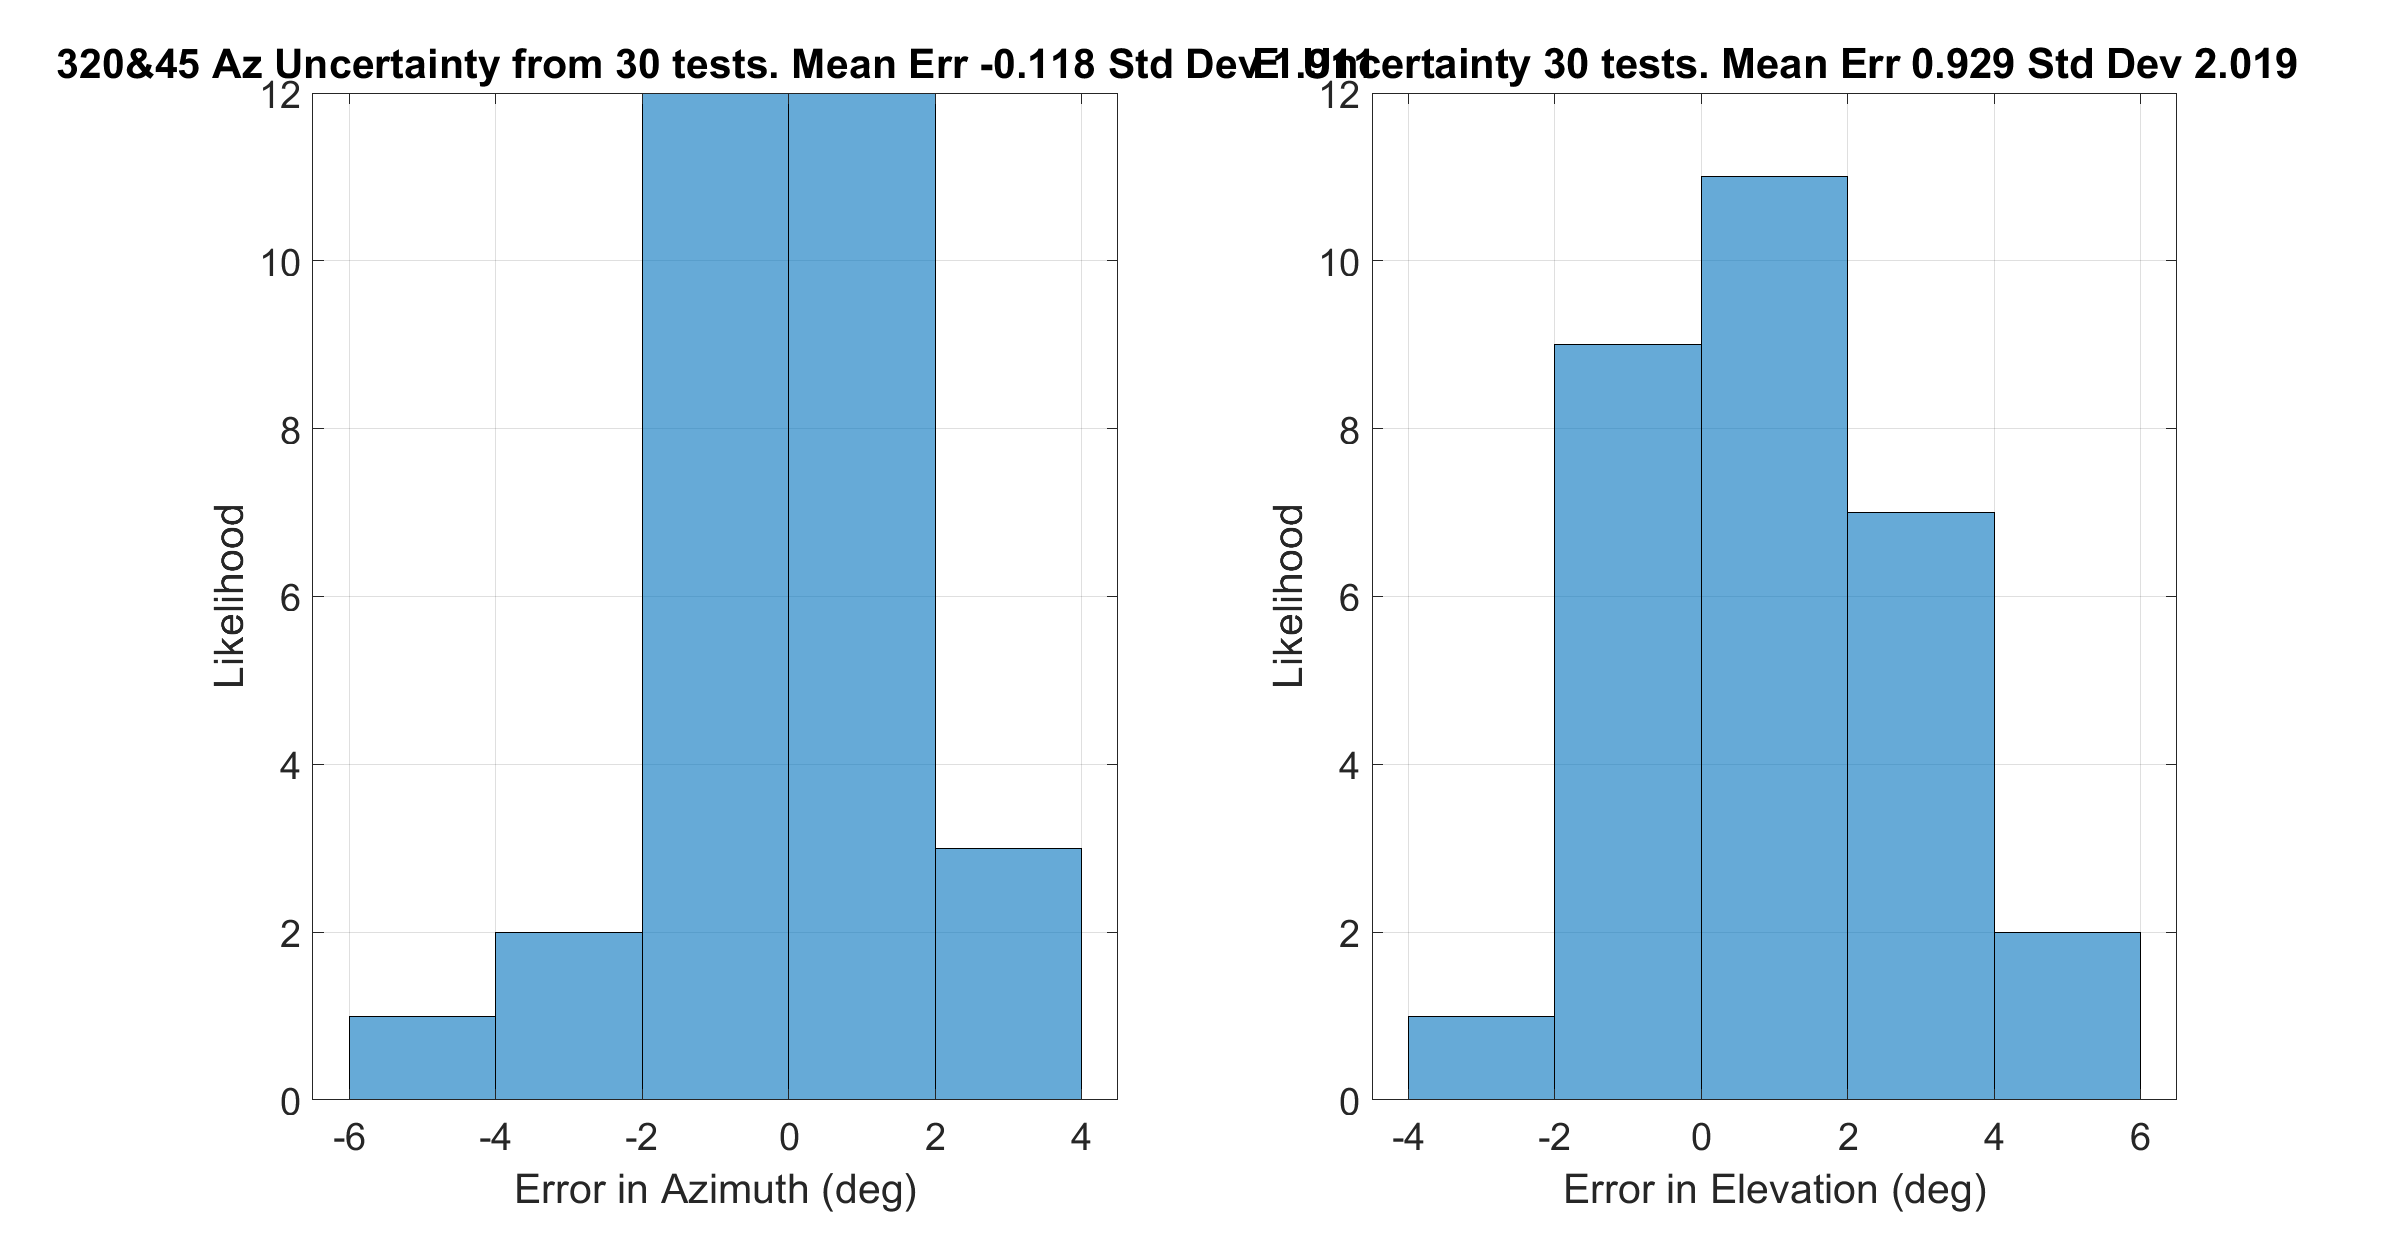 320&45 Az Uncertainty from 30 tests. Mean Err -0.118 Std Dev 1.911
El Uncertainty 30 tests. Mean Err 0.929 Std Dev 2.019
12
10
8
6
4
2
0
Likelihood
-6 -4 -2 0 2 4
Error in Azimuth (deg)
12
10
8
6
4
2
0
Likelihood
-4 -2 0 2 4 6
Error in Elevation (deg)